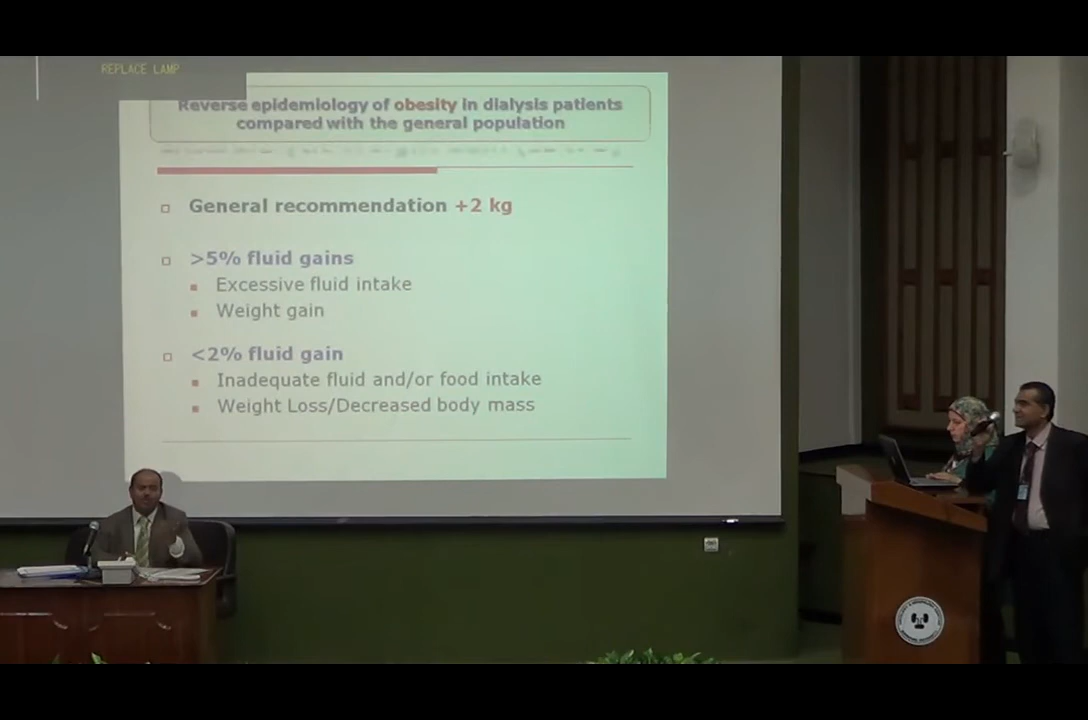 REPLACE LAMP
Reverse epidemiology of obesity in dialysis patients
compared with the general population
General recommendation +2 kg
>5% fluid gains
Excessive fluid intake
Weight gain
<2% fluid gain
Inadequate fluid and/or food intake
Weight Loss/Decreased body mass